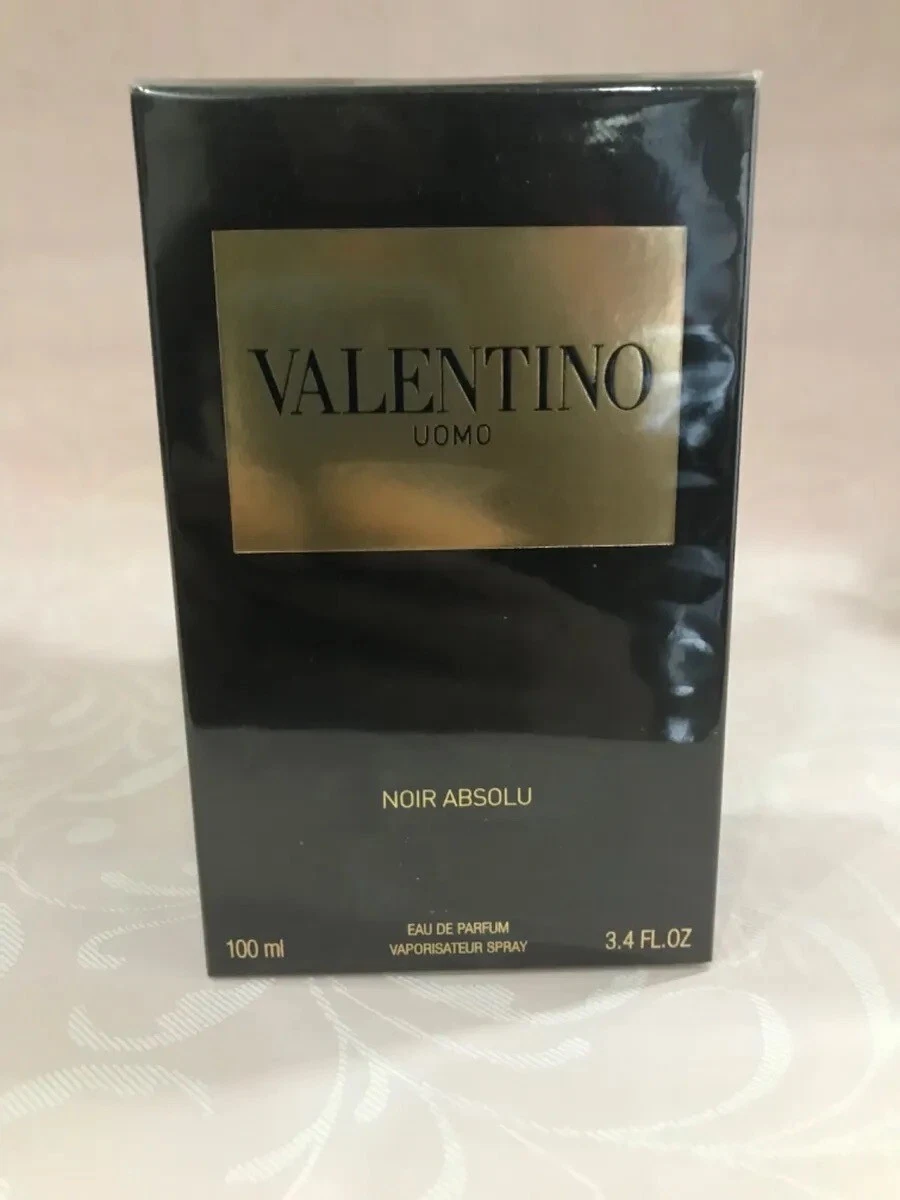 VALENTINO
UOMO
NOIR ABSOLU
EAU DE PARFUM
100 ml VAPORISATEUR SPRAY 3.4 FL.OZ